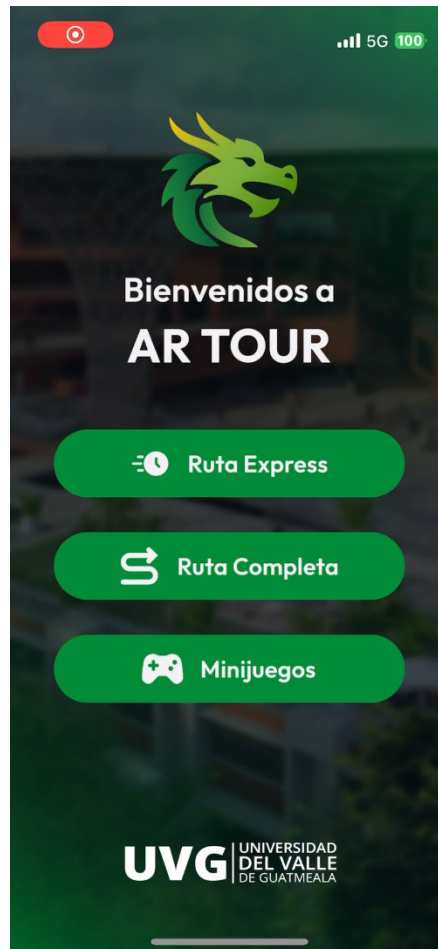 5G 100
Bienvenidos a
AR TOUR
Ruta Express
Ruta Completa
Minijuegos
UVG
UNIVERSIDAD
DEL VALLE
DE GUATMEALA